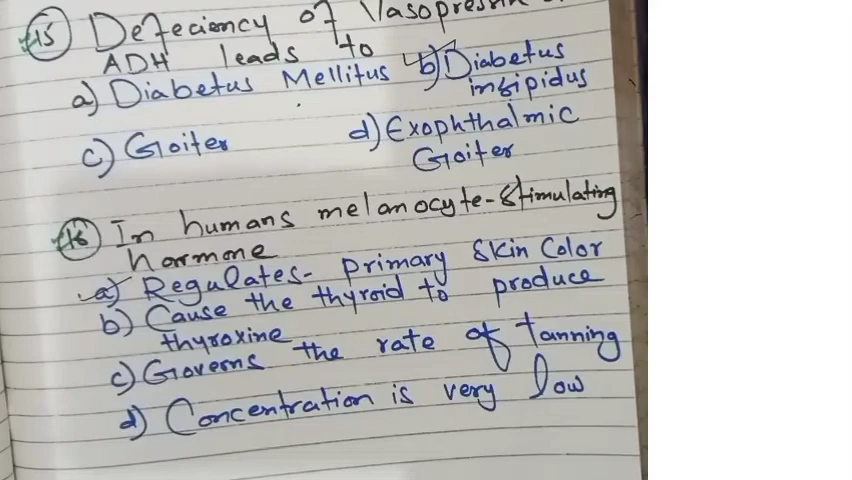 15 Defeciency of Vasopressin
ADH leads to
a) Diabetus Mellitus b) Diabetus
insipidus
c) Goiter d) Exophthalmic
Goiter
16 In humans melanocyte-stimulating
hormone
a) Regulates- primary skin Color
b) Cause the thyroid to produce
thyroxine
c) Governs the rate of tanning
d) Concentration is very low